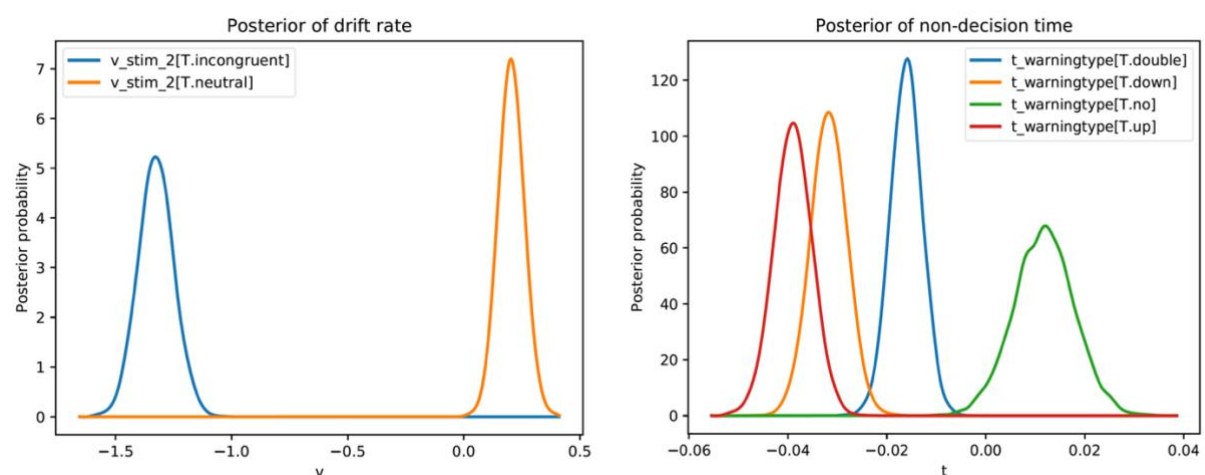 Posterior of drift rate
v_stim_2[T.incongruent]
v_stim_2[T.neutral]
Posterior probability
7
6
5
4
3
2
1
0
−1.5 −1.0 −0.5 0.0 0.5
v
Posterior of non-decision time
t_warningtype[T.double]
t_warningtype[T.down]
t_warningtype[T.no]
t_warningtype[T.up]
Posterior probability
120
100
80
60
40
20
0
−0.06 −0.04 −0.02 0.00 0.02 0.04
t